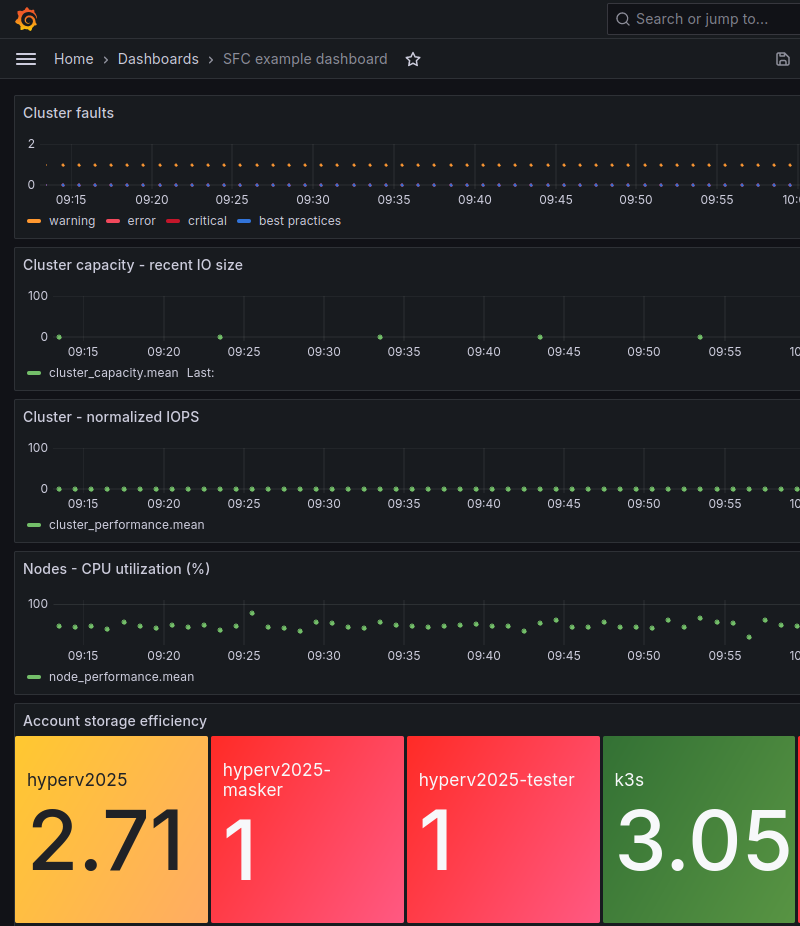 Search or jump to...
Home › Dashboards › SFC example dashboard
Cluster faults
2
0
09:15 09:20 09:25 09:30 09:35 09:40 09:45 09:50 09:55 10:
warning error critical best practices
Cluster capacity - recent IO size
100
0
09:15 09:20 09:25 09:30 09:35 09:40 09:45 09:50 09:55 10
cluster_capacity.mean Last:
Cluster - normalized IOPS
100
0
09:15 09:20 09:25 09:30 09:35 09:40 09:45 09:50 09:55 10
cluster_performance.mean
Nodes - CPU utilization (%)
100
09:15 09:20 09:25 09:30 09:35 09:40 09:45 09:50 09:55 10
node_performance.mean
Account storage efficiency
hyperv2025
2.71
hyperv2025-
masker
1
hyperv2025-tester
1
k3s
3.05